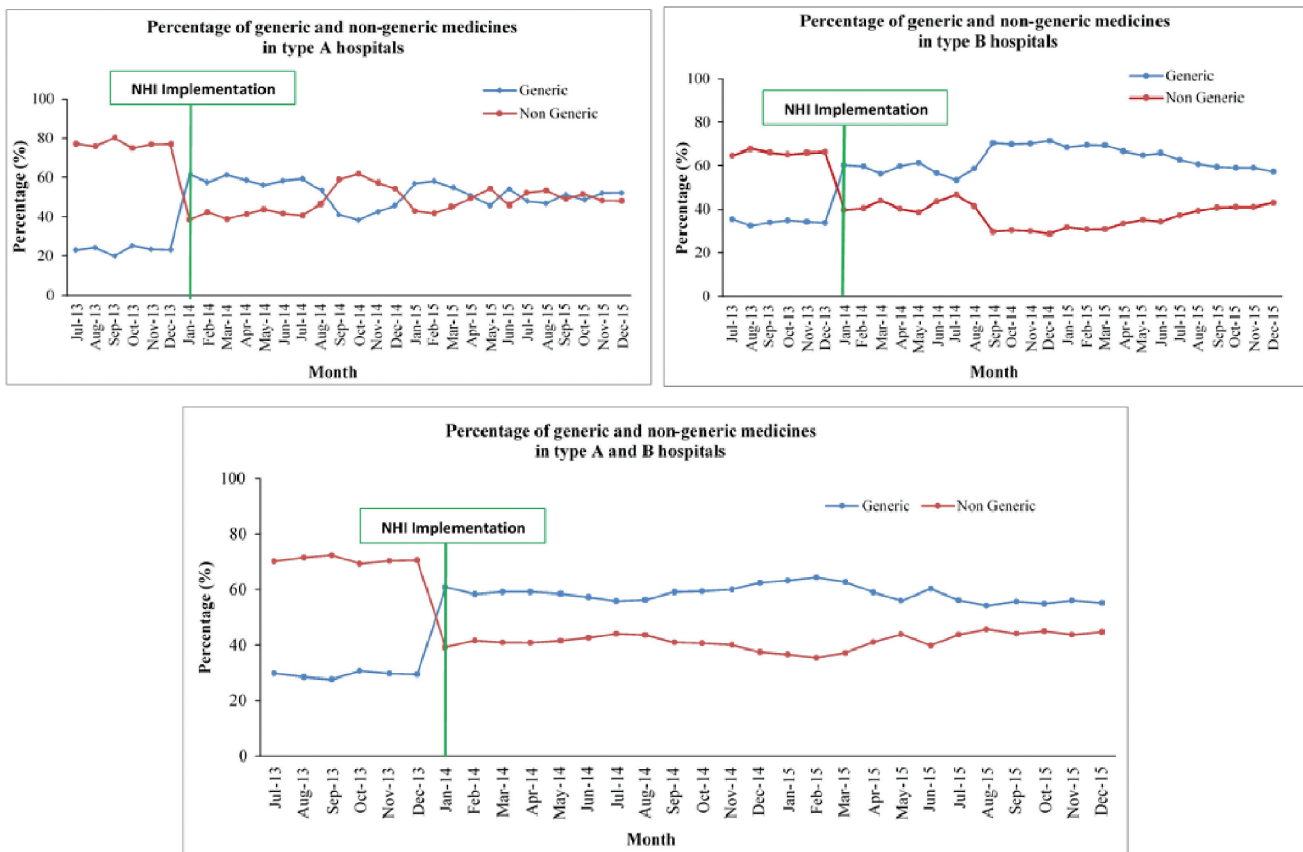 Percentage of generic and non-generic medicines
in type A hospitals
NHI Implementation
Generic
Non Generic
Percentage (%)
100
80
60
40
20
0
Jul-13
Aug-13
Sep-13
Oct-13
Nov-13
Dec-13
Jan-14
Feb-14
Mar-14
Apr-14
May-14
Jun-14
Jul-14
Aug-14
Sep-14
Oct-14
Nov-14
Dec-14
Jan-15
Feb-15
Mar-15
Apr-15
May-15
Jun-15
Jul-15
Aug-15
Sep-15
Oct-15
Nov-15
Dec-15
Month
Percentage of generic and non-generic medicines
in type B hospitals
Generic
Non Generic
NHI Implementation
Percentage (%)
100
80
60
40
20
0
Jul-13
Aug-13
Sep-13
Oct-13
Nov-13
Dec-13
Jan-14
Feb-14
Mar-14
Apr-14
May-14
Jun-14
Jul-14
Aug-14
Sep-14
Oct-14
Nov-14
Dec-14
Jan-15
Feb-15
Mar-15
Apr-15
May-15
Jun-15
Jul-15
Aug-15
Sep-15
Oct-15
Nov-15
Dec-15
Month
Percentage of generic and non-generic medicines
in type A and B hospitals
Generic
Non Generic
NHI Implementation
Percentage (%)
100
80
60
40
20
0
Jul-13
Aug-13
Sep-13
Oct-13
Nov-13
Dec-13
Jan-14
Feb-14
Mar-14
Apr-14
May-14
Jun-14
Jul-14
Aug-14
Sep-14
Oct-14
Nov-14
Dec-14
Jan-15
Feb-15
Mar-15
Apr-15
May-15
Jun-15
Jul-15
Aug-15
Sep-15
Oct-15
Nov-15
Dec-15
Month